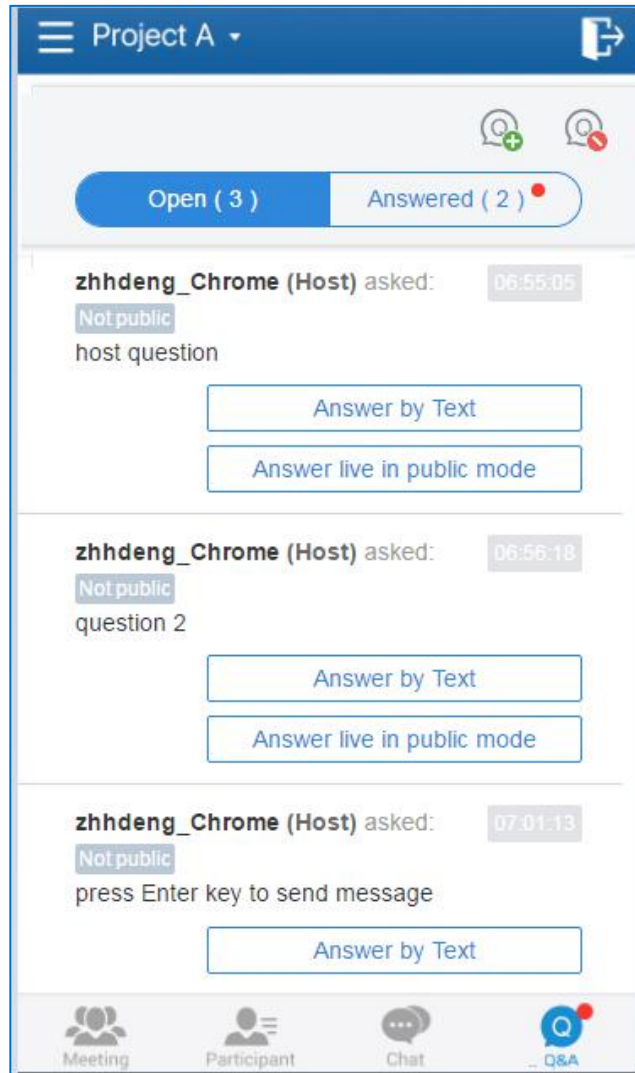 Project A
Open ( 3 )
Answered ( 2 )
zhhdeng_Chrome (Host) asked: 06:55:05
Not public
host question
Answer by Text
Answer live in public mode
zhhdeng_Chrome (Host) asked: 06:56:18
Not public
question 2
Answer by Text
Answer live in public mode
zhhdeng_Chrome (Host) asked: 07:01:13
Not public
press Enter key to send message
Answer by Text
Meeting Participant Chat .. Q&A